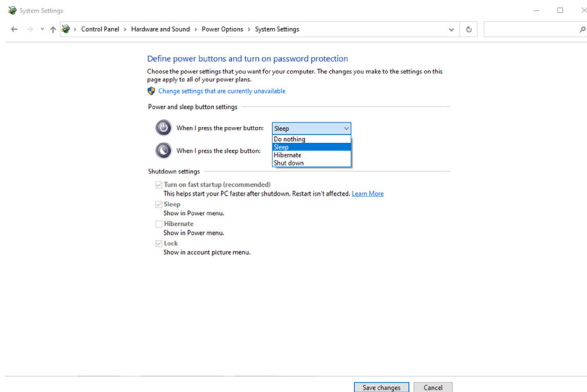 System Settings
Control Panel › Hardware and Sound › Power Options › System Settings
Define power buttons and turn on password protection
Choose the power settings that you want for your computer. The changes you make to the settings on this
page apply to all of your power plans.
Change settings that are currently unavailable
Power and sleep button settings
When I press the power button: Sleep
Do nothing
Sleep
When I press the sleep button:
Hibernate
Shut down
Shutdown settings
Turn on fast startup (recommended)
This helps start your PC faster after shutdown. Restart isn't affected. Learn More
Sleep
Show in Power menu.
Hibernate
Show in Power menu.
Lock
Show in account picture menu.
Save changes Cancel